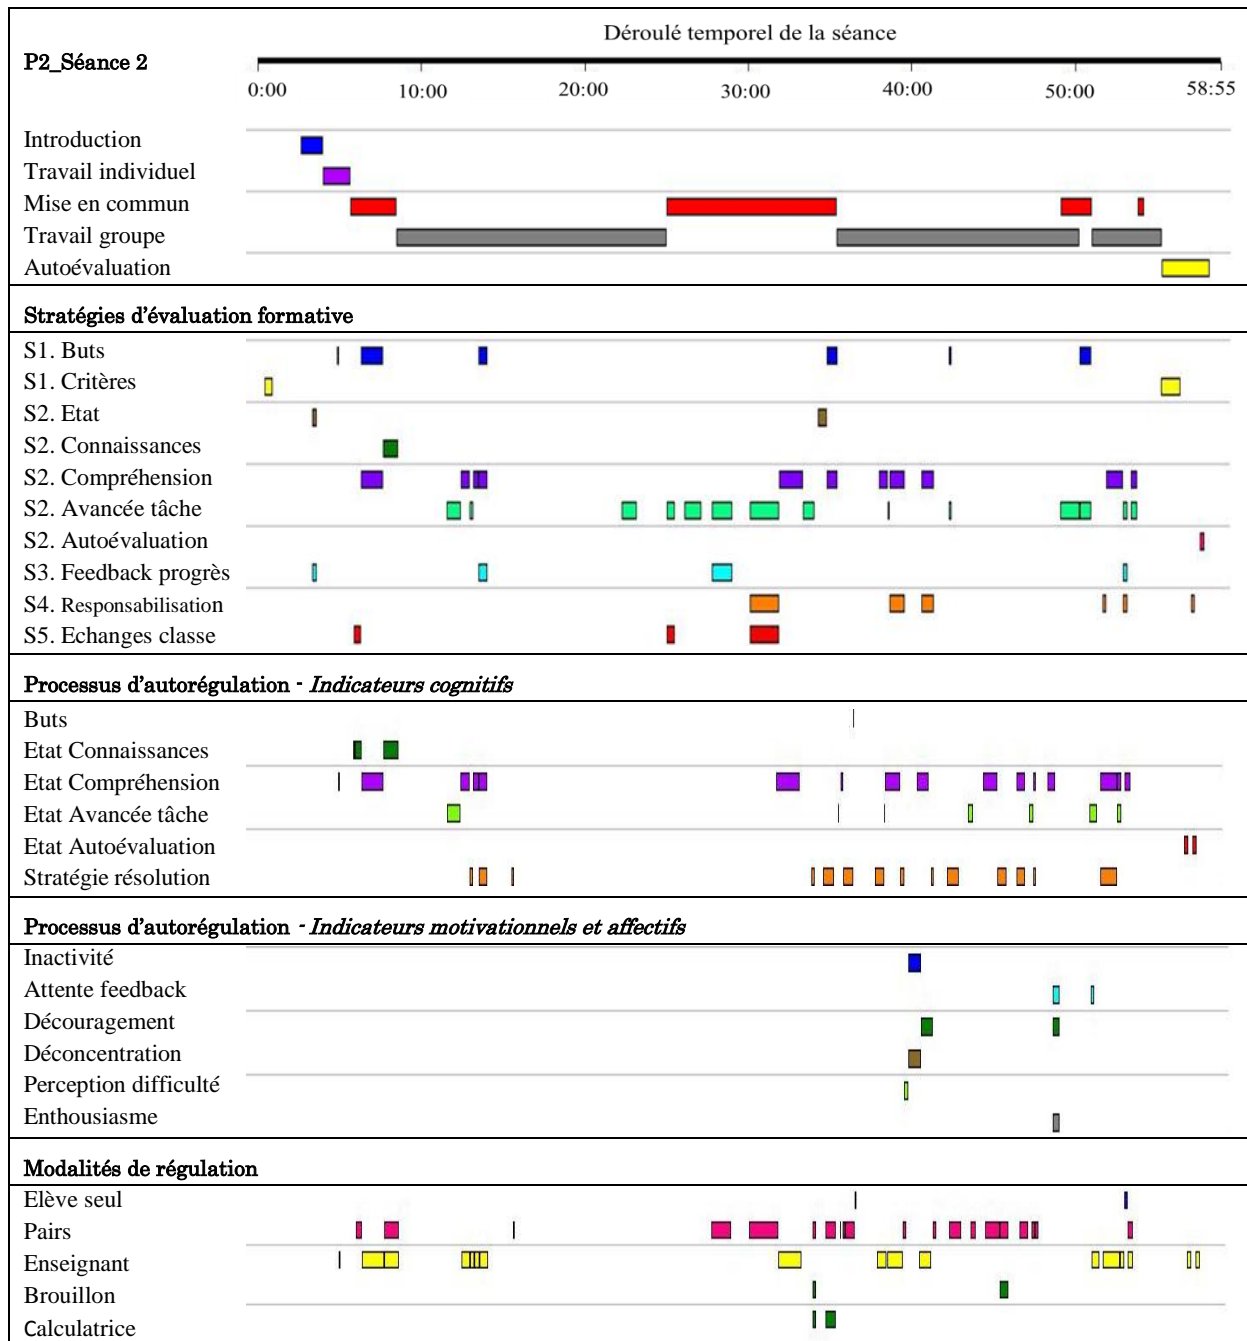 Déroulé temporel de la séance
P2_Séance 2
0:00 10:00 20:00 30:00 40:00 50:00 58:55
Introduction
Travail individuel
Mise en commun
Travail groupe
Autoévaluation
Stratégies d'évaluation formative
S1. Buts
S1. Critères
S2. Etat
S2. Connaissances
S2. Compréhension
S2. Avancée tâche
S2. Autoévaluation
S3. Feedback progrès
S4. Responsabilisation
S5. Echanges classe
Processus d'autorégulation - Indicateurs cognitifs
Buts
Etat Connaissances
Etat Compréhension
Etat Avancée tâche
Etat Autoévaluation
Stratégie résolution
Processus d'autorégulation - Indicateurs motivationnels et affectifs
Inactivité
Attente feedback
Découragement
Déconcentration
Perception difficulté
Enthousiasme
Modalités de régulation
Elève seul
Pairs
Enseignant
Brouillon
Calculatrice